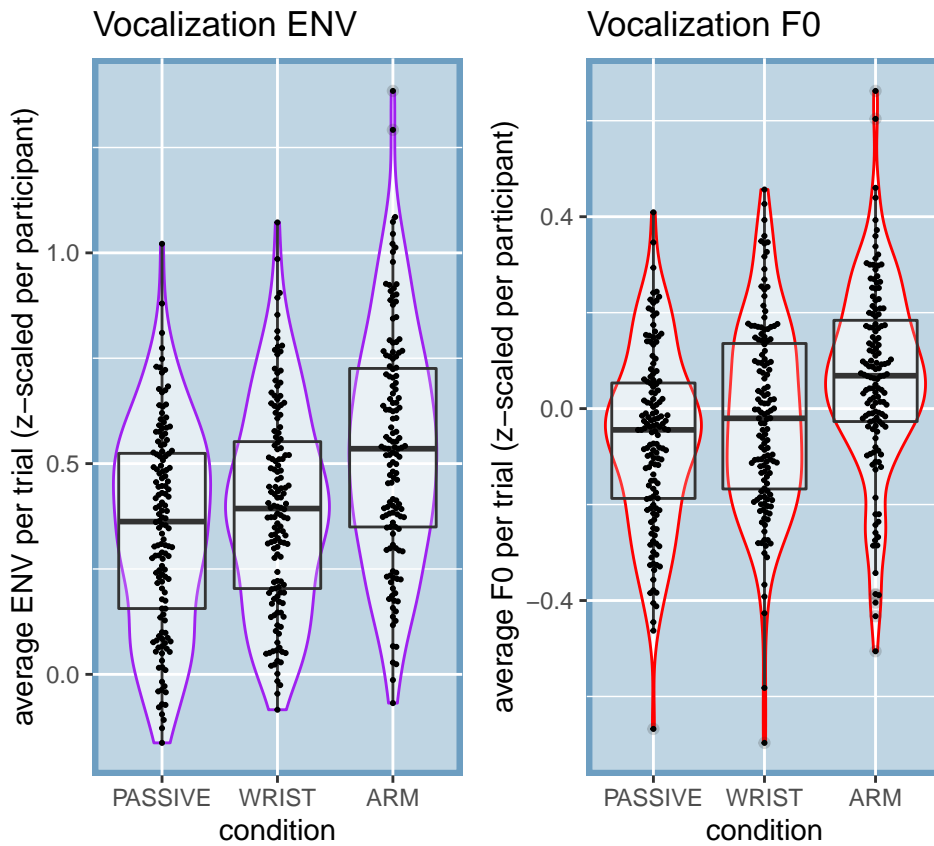 Vocalization ENV
average ENV per trial (z−scaled per participant)
1.0
0.5
0.0
PASSIVE
WRIST
ARM
condition
Vocalization F0
average F0 per trial (z−scaled per participant)
0.4
0.0
−0.4
PASSIVE
WRIST
ARM
condition